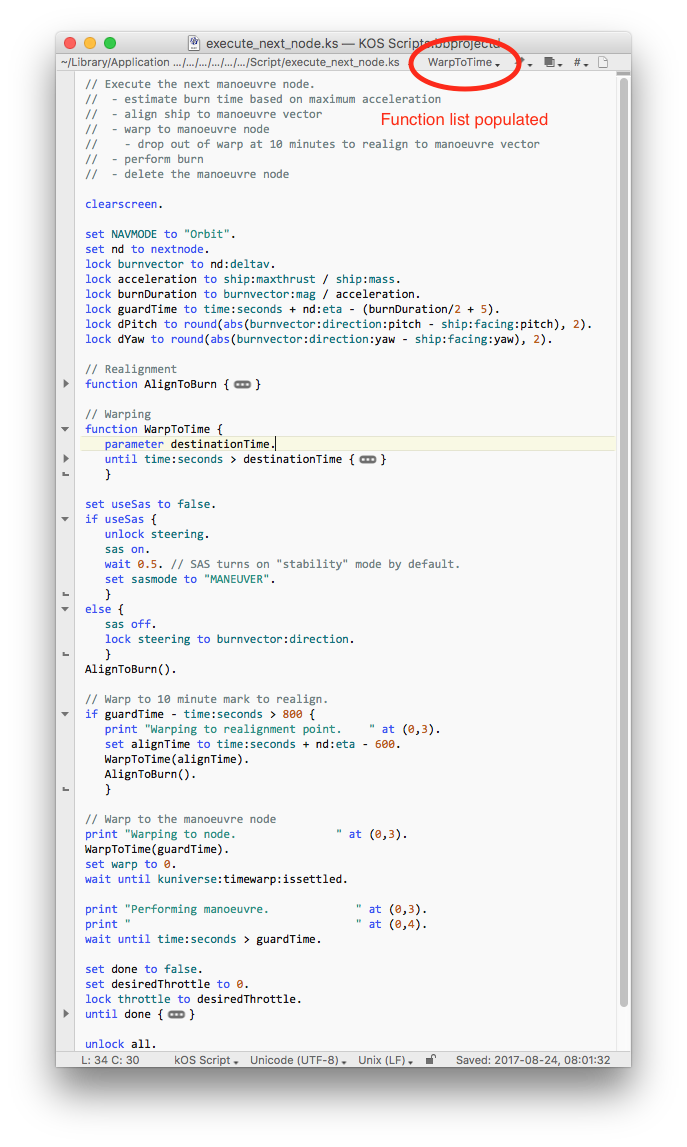 execute_next_node.ks — KOS Scripts.bbprojectd
~/Library/Application …/…/…/…/…/Script/execute_next_node.ks WarpToTime #
Function list populated
// Execute the next manoeuvre node.
//  - estimate burn time based on maximum acceleration
//  - align ship to manoeuvre vector
//  - warp to manoeuvre node
//    - drop out of warp at 10 minutes to realign to manoeuvre vector
//  - perform burn
//  - delete the manoeuvre node
clearscreen.
set NAVMODE to "Orbit".
set nd to nextnode.
lock burnvector to nd:deltav.
lock acceleration to ship:maxthrust / ship:mass.
lock burnDuration to burnvector:mag / acceleration.
lock guardTime to time:seconds + nd:eta - (burnDuration/2 + 5).
lock dPitch to round(abs(burnvector:direction:pitch - ship:facing:pitch), 2).
lock dYaw to round(abs(burnvector:direction:yaw - ship:facing:yaw), 2).
// Realignment
function AlignToBurn { ••• }
// Warping
function WarpToTime {
   parameter destinationTime.
   until time:seconds > destinationTime { ••• }
   }
set useSas to false.
if useSas {
   unlock steering.
   sas on.
   wait 0.5. // SAS turns on "stability" mode by default.
   set sasmode to "MANEUVER".
   }
else {
   sas off.
   lock steering to burnvector:direction.
   }
AlignToBurn().
// Warp to 10 minute mark to realign.
if guardTime - time:seconds > 800 {
   print "Warping to realignment point.    " at (0,3).
   set alignTime to time:seconds + nd:eta - 600.
   WarpToTime(alignTime).
   AlignToBurn().
   }
// Warp to the manoeuvre node
print "Warping to node.               " at (0,3).
WarpToTime(guardTime).
set warp to 0.
wait until kuniverse:timewarp:issettled.
print "Performing manoeuvre.             " at (0,3).
print "                                  " at (0,4).
wait until time:seconds > guardTime.
set done to false.
set desiredThrottle to 0.
lock throttle to desiredThrottle.
until done { ••• }
unlock all.
L: 34 C: 30 kOS Script Unicode (UTF-8) Unix (LF) Saved: 2017-08-24, 08:01:32